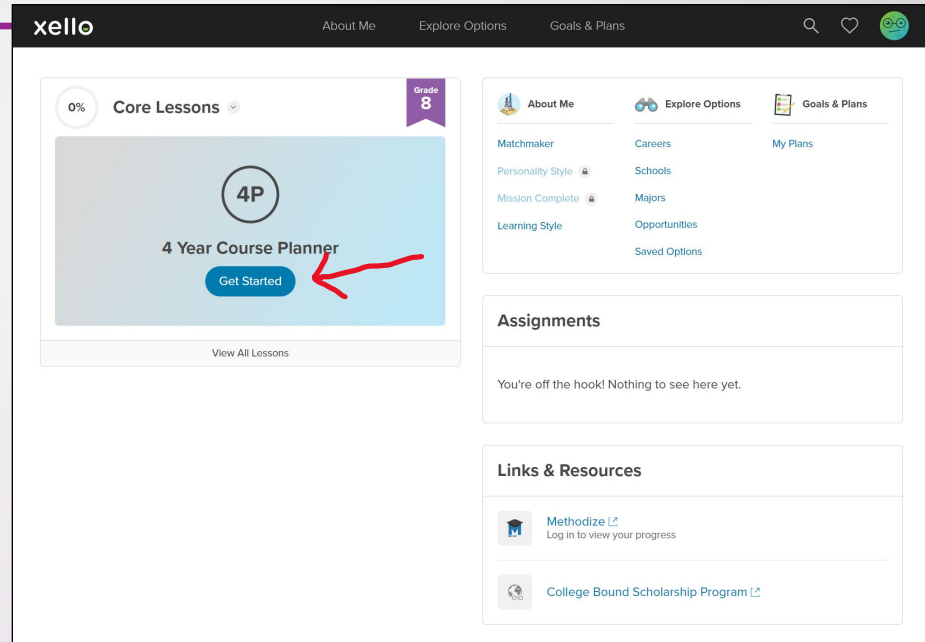 xello
About Me Explore Options Goals & Plans
0% Core Lessons
Grade
8
4P
4 Year Course Planner
Get Started
View All Lessons
About Me
Matchmaker
Personality Style
Mission Complete
Learning Style
Explore Options
Careers
Schools
Majors
Opportunities
Saved Options
Goals & Plans
My Plans
Assignments
You're off the hook! Nothing to see here yet.
Links & Resources
M
Methodize
Log in to view your progress
College Bound Scholarship Program